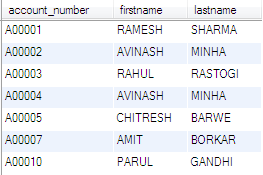 account_number firstname lastname
A00001 RAMESH SHARMA
A00002 AVINASH MINHA
A00003 RAHUL RASTOGI
A00004 AVINASH MINHA
A00005 CHITRESH BARWE
A00007 AMIT BORKAR
A00010 PARUL GANDHI